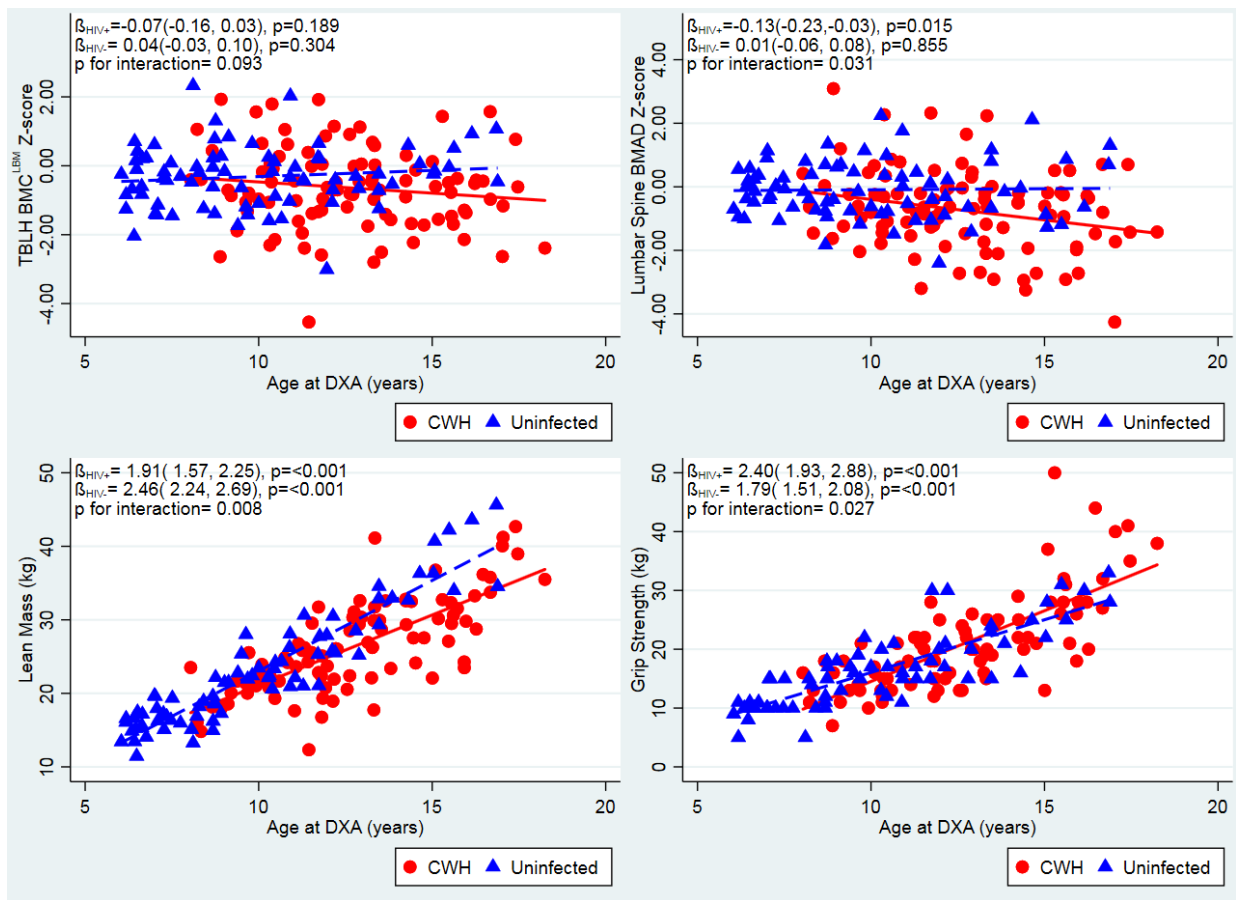 ßHIV+=-0.07(-0.16, 0.03), p=0.189
ßHIV-= 0.04(-0.03, 0.10), p=0.304
p for interaction= 0.093
TBLH BMC^LBM Z-score
2.00
0.00
-2.00
-4.00
5 10 15 20
Age at DXA (years)
CWH Uninfected
ßHIV+=-0.13(-0.23,-0.03), p=0.015
ßHIV-= 0.01(-0.06, 0.08), p=0.855
p for interaction= 0.031
Lumbar Spine BMAD Z-score
4.00
2.00
0.00
-2.00
-4.00
5 10 15 20
Age at DXA (years)
CWH Uninfected
ßHIV+= 1.91( 1.57, 2.25), p=<0.001
ßHIV-= 2.46( 2.24, 2.69), p=<0.001
p for interaction= 0.008
Lean Mass (kg)
50
40
30
20
10
5 10 15 20
Age at DXA (years)
CWH Uninfected
ßHIV+= 2.40( 1.93, 2.88), p=<0.001
ßHIV-= 1.79( 1.51, 2.08), p=<0.001
p for interaction= 0.027
Grip Strength (kg)
50
40
30
20
10
0
5 10 15 20
Age at DXA (years)
CWH Uninfected